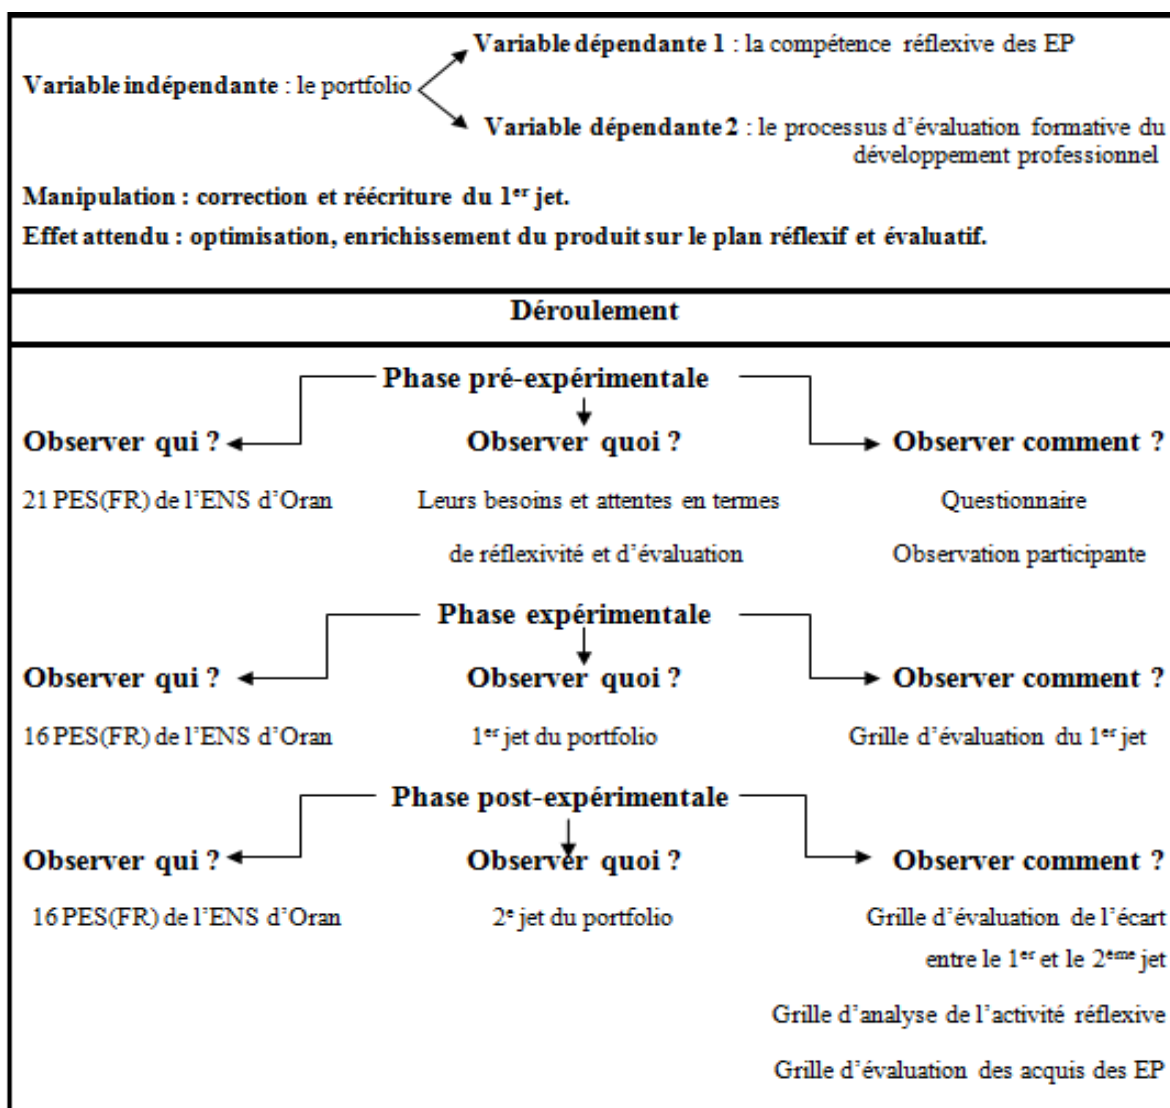 Variable dépendante 1 : la compétence réflexive des EP
Variable indépendante : le portfolio
Variable dépendante 2 : le processus d’évaluation formative du
développement professionnel
Manipulation : correction et réécriture du 1er jet.
Effet attendu : optimisation, enrichissement du produit sur le plan réflexif et évaluatif.
Déroulement
Phase pré-expérimentale
Observer qui ? Observer quoi ? Observer comment ?
21 PES(FR) de l’ENS d’Oran Leurs besoins et attentes en termes Questionnaire
de réflexivité et d’évaluation Observation participante
Phase expérimentale
Observer qui ? Observer quoi ? Observer comment ?
16 PES(FR) de l’ENS d’Oran 1er jet du portfolio Grille d’évaluation du 1er jet
Phase post-expérimentale
Observer qui ? Observer quoi ? Observer comment ?
16 PES(FR) de l’ENS d’Oran 2e jet du portfolio Grille d’évaluation de l’écart
entre le 1er et le 2ème jet
Grille d’analyse de l’activité réflexive
Grille d’évaluation des acquis des EP